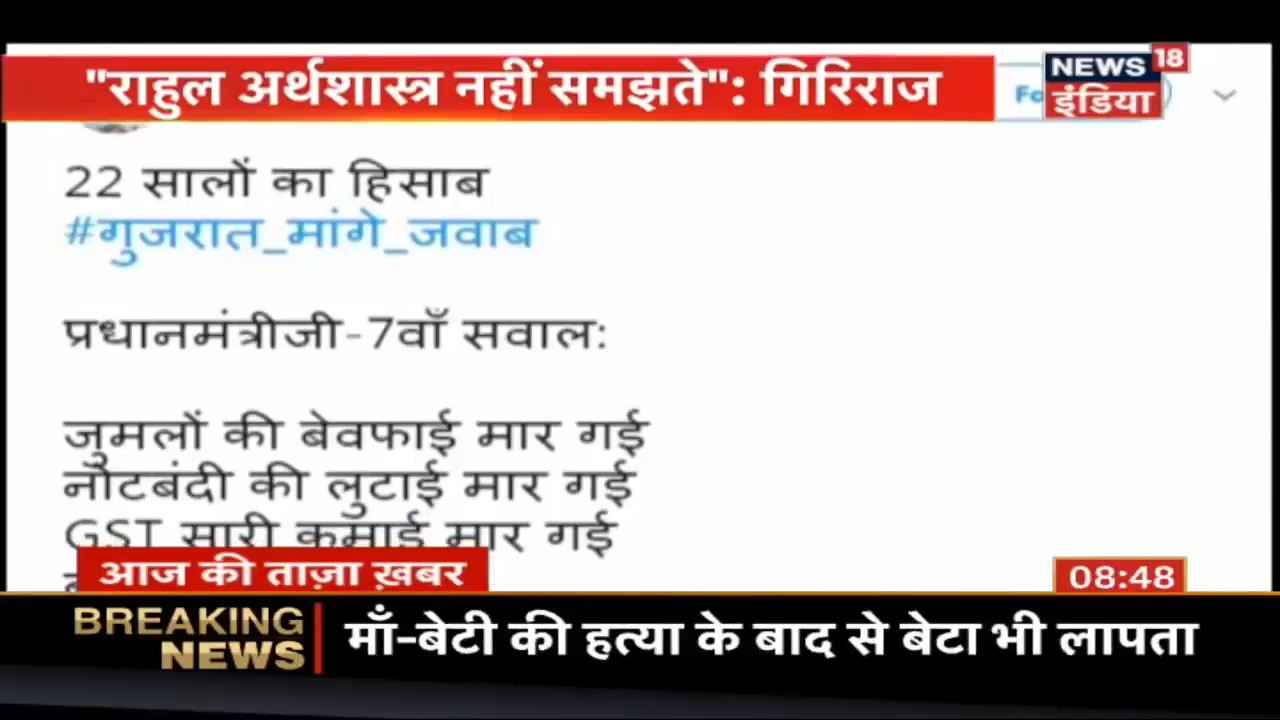 "राहुल अर्थशास्त्र नहीं समझते": गिरिराज
NEWS 18
इंडिया
Fo
22 सालों का हिसाब
#गुजरात_मांगे_जवाब
प्रधानमंत्रीजी-7वाँ सवाल:
जुमलों की बेवफाई मार गई
नोटबंदी की लुटाई मार गई
GST सारी कमाई मार गई
आज की ताज़ा ख़बर
08:48
BREAKING
NEWS
माँ-बेटी की हत्या के बाद से बेटा भी लापता